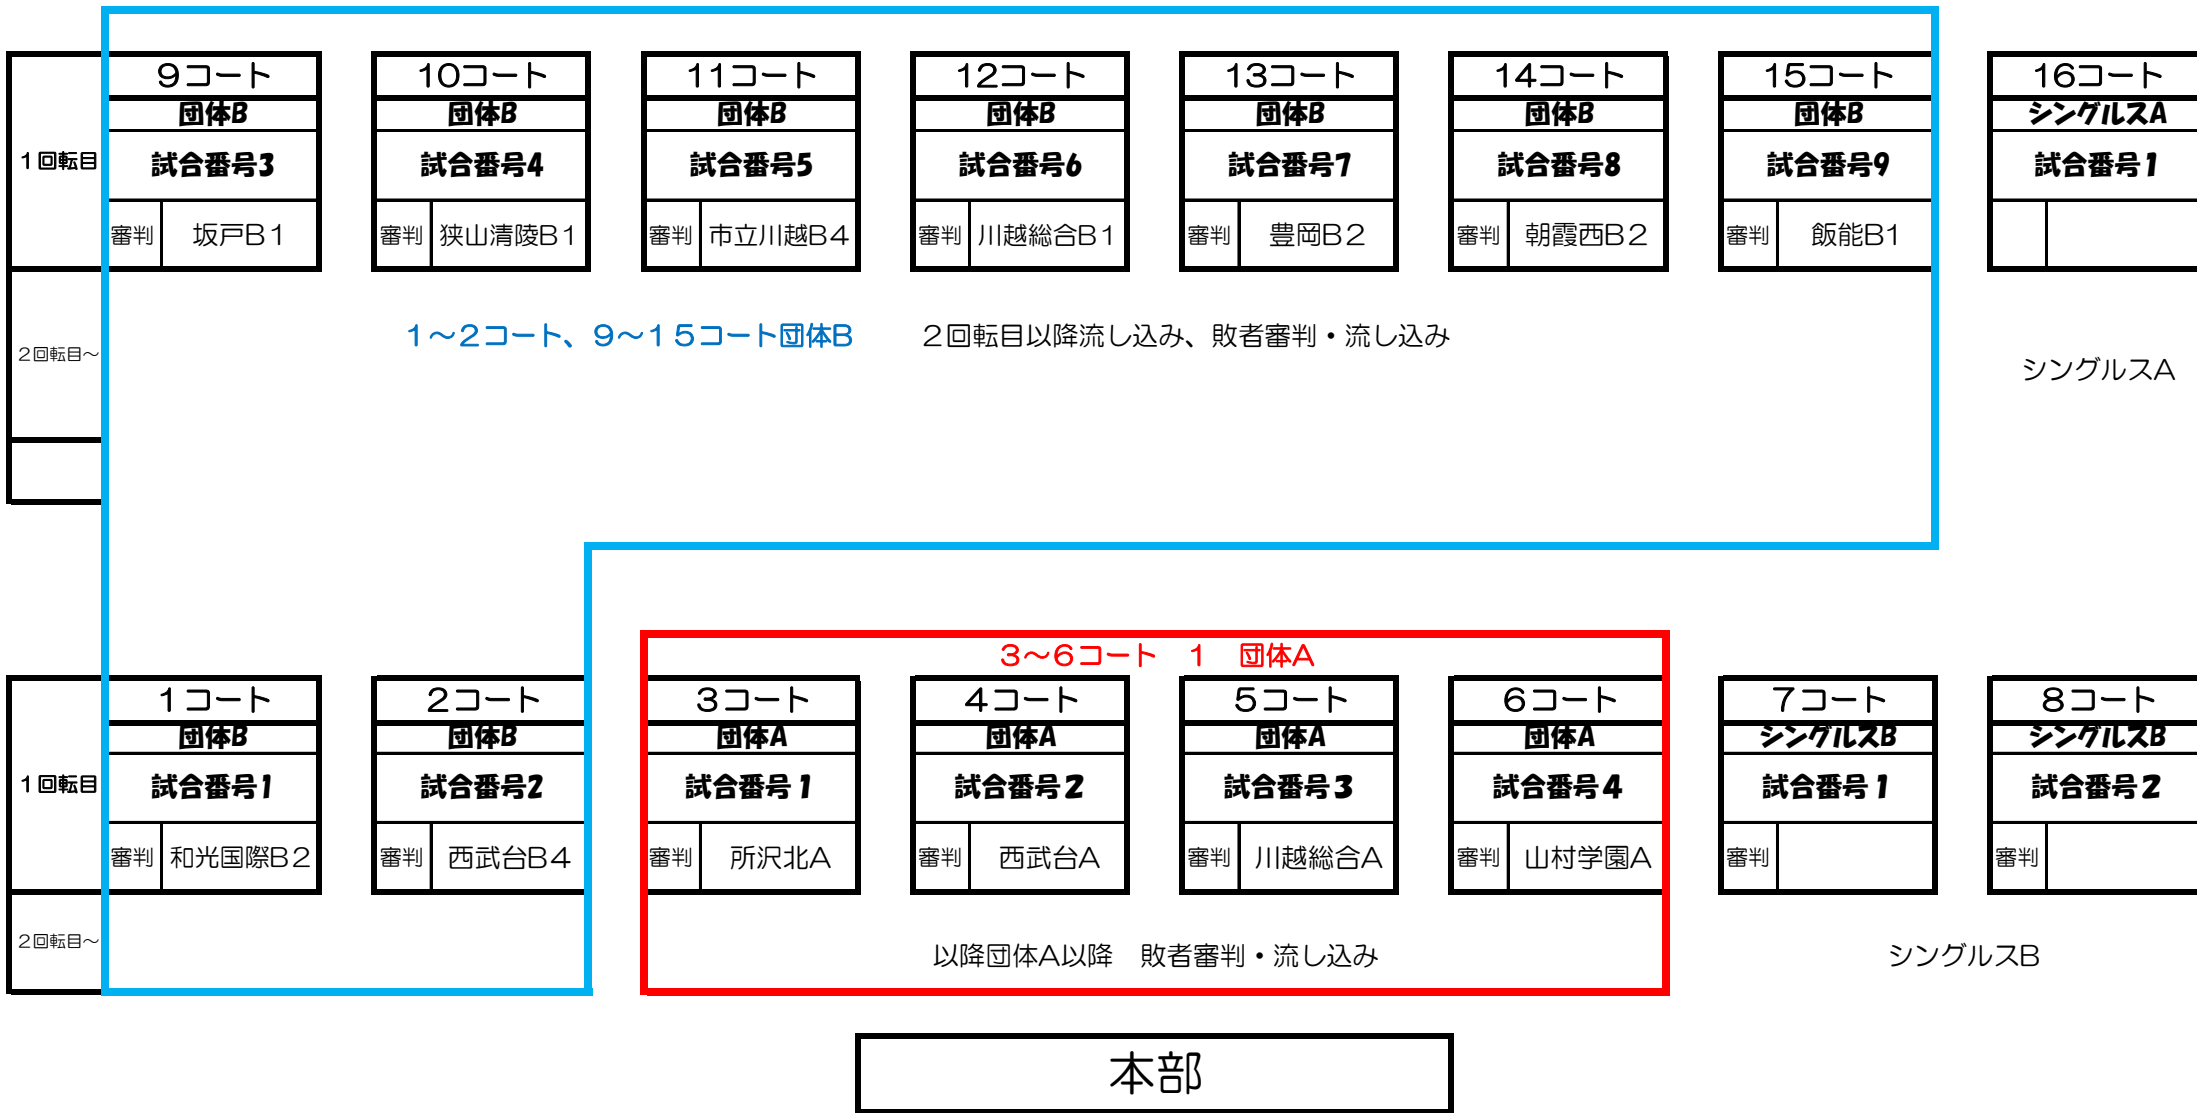 9コート 10コート 11コート 12コート 13コート 14コート 15コート 16コート
団体B 団体B 団体B 団体B 団体B 団体B 団体B シングルスA
1回転目 試合番号3 試合番号4 試合番号5 試合番号6 試合番号7 試合番号8 試合番号9 試合番号1
審判 坂戸B1 審判 狭山清陵B1 審判 市立川越B4 審判 川越総合B1 審判 豊岡B2 審判 朝霞西B2 審判 飯能B1
1〜2コート、9〜15コート団体B 2回転目以降流し込み、敗者審判・流し込み
2回転目〜
シングルスA
3〜6コート 1 団体A
1コート 2コート 3コート 4コート 5コート 6コート 7コート 8コート
団体B 団体B 団体A 団体A 団体A 団体A シングルスB シングルスB
1回転目 試合番号1 試合番号2 試合番号1 試合番号2 試合番号3 試合番号4 試合番号1 試合番号2
審判 和光国際B2 審判 西武台B4 審判 所沢北A 審判 西武台A 審判 川越総合A 審判 山村学園A 審判 審判
2回転目〜 以降団体A以降 敗者審判・流し込み シングルスB
本部